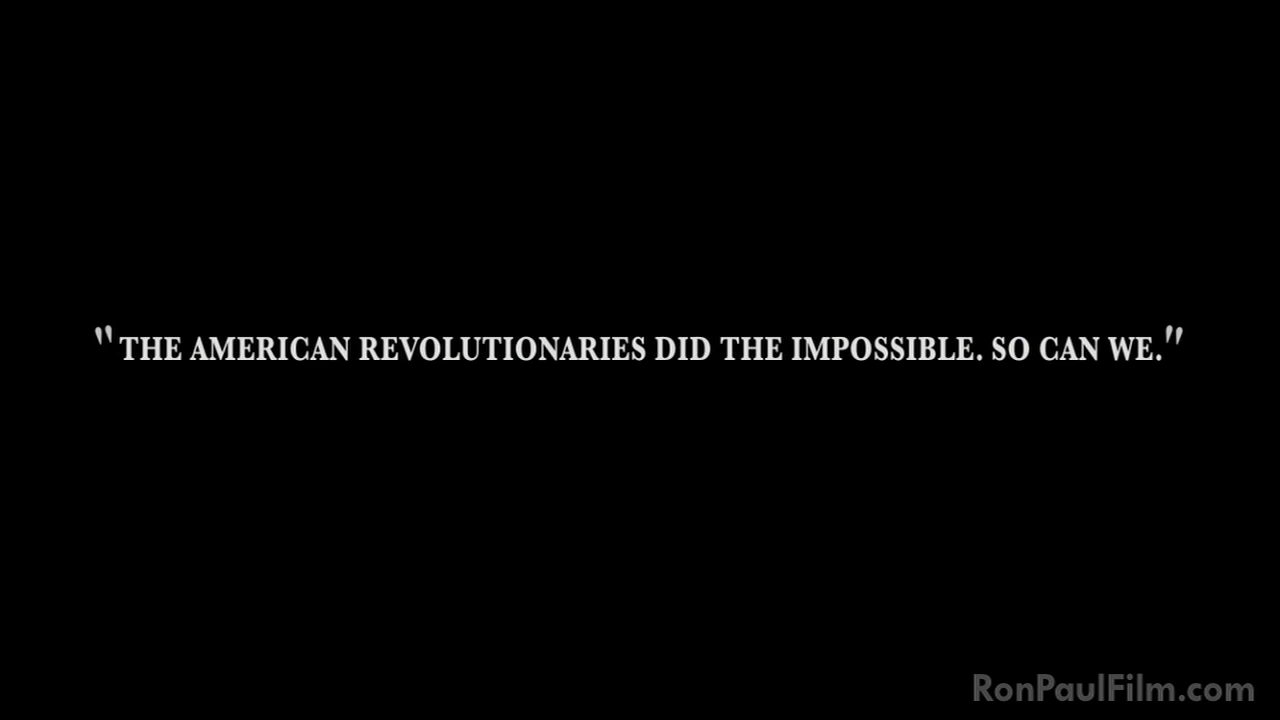 "THE AMERICAN REVOLUTIONARIES DID THE IMPOSSIBLE. SO CAN WE."
RonPaulFilm.com